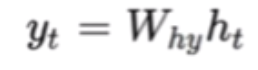 y_t = W_{hy}h_t